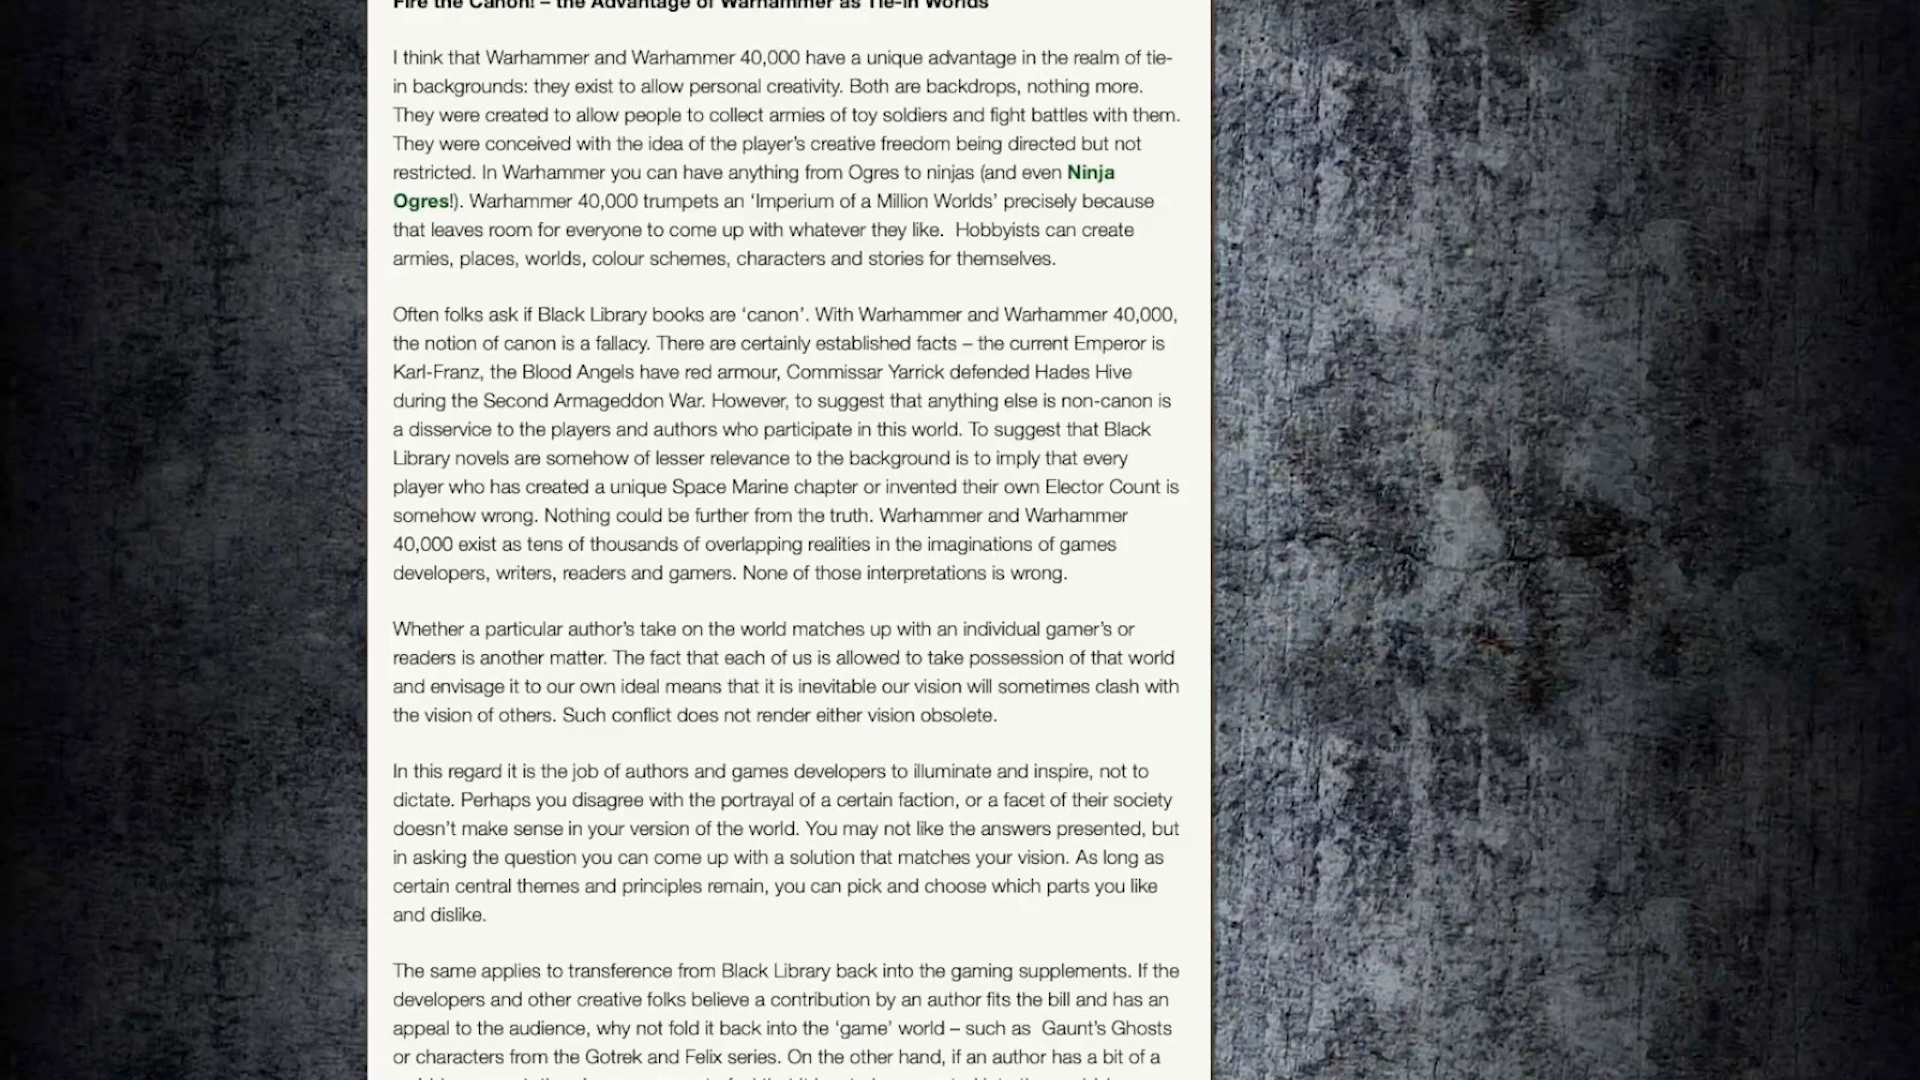 Fire the Canon! – the Advantage of Warhammer as Tie-in Worlds
I think that Warhammer and Warhammer 40,000 have a unique advantage in the realm of tie-
in backgrounds: they exist to allow personal creativity. Both are backdrops, nothing more.
They were created to allow people to collect armies of toy soldiers and fight battles with them.
They were conceived with the idea of the player’s creative freedom being directed but not
restricted. In Warhammer you can have anything from Ogres to ninjas (and even Ninja
Ogres!). Warhammer 40,000 trumpets an ‘Imperium of a Million Worlds’ precisely because
that leaves room for everyone to come up with whatever they like.  Hobbyists can create
armies, places, worlds, colour schemes, characters and stories for themselves.
Often folks ask if Black Library books are ‘canon’. With Warhammer and Warhammer 40,000,
the notion of canon is a fallacy. There are certainly established facts – the current Emperor is
Karl-Franz, the Blood Angels have red armour, Commissar Yarrick defended Hades Hive
during the Second Armageddon War. However, to suggest that anything else is non-canon is
a disservice to the players and authors who participate in this world. To suggest that Black
Library novels are somehow of lesser relevance to the background is to imply that every
player who has created a unique Space Marine chapter or invented their own Elector Count is
somehow wrong. Nothing could be further from the truth. Warhammer and Warhammer
40,000 exist as tens of thousands of overlapping realities in the imaginations of games
developers, writers, readers and gamers. None of those interpretations is wrong.
Whether a particular author’s take on the world matches up with an individual gamer’s or
readers is another matter. The fact that each of us is allowed to take possession of that world
and envisage it to our own ideal means that it is inevitable our vision will sometimes clash with
the vision of others. Such conflict does not render either vision obsolete.
In this regard it is the job of authors and games developers to illuminate and inspire, not to
dictate. Perhaps you disagree with the portrayal of a certain faction, or a facet of their society
doesn’t make sense in your version of the world. You may not like the answers presented, but
in asking the question you can come up with a solution that matches your vision. As long as
certain central themes and principles remain, you can pick and choose which parts you like
and dislike.
The same applies to transference from Black Library back into the gaming supplements. If the
developers and other creative folks believe a contribution by an author fits the bill and has an
appeal to the audience, why not fold it back into the ‘game’ world – such as  Gaunt’s Ghosts
or characters from the Gotrek and Felix series. On the other hand, if an author has a bit of a